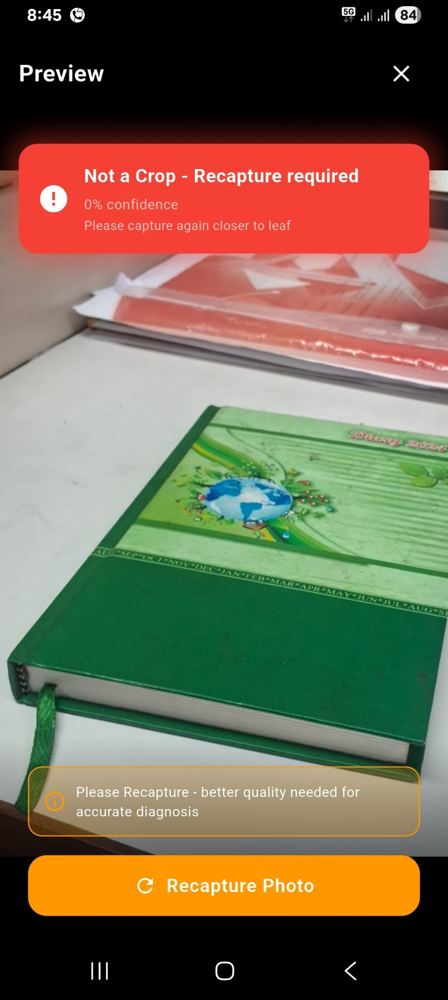 8:45
5G
84
Preview
Not a Crop - Recapture required
0% confidence
Please capture again closer to leaf
Diary 2024
AUG*SEP*OCT*NOV*DEC*JAN*FEB*MAR*APR*MAY*JUN*JUL*AUG*
Please Recapture - better quality needed for
accurate diagnosis
Recapture Photo